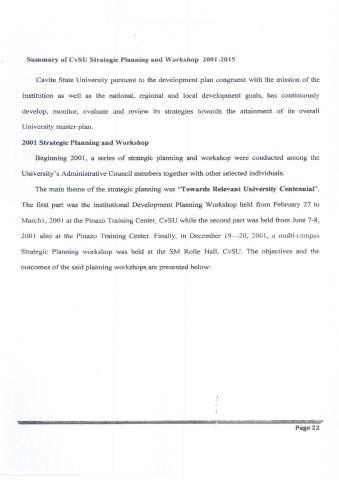 Summary of CvSU Strategic Planning and Workshop 2001-2015
Cavite State University pursuant to the development plan congruent with the mission of the
institution as well as the national, regional and local development goals, has continuously
develop, monitor, evaluate and review its strategies towards the attainment of its overall
University master plan.
2001 Strategic Planning and Workshop
Beginning 2001, a series of strategic planning and workshop were conducted among the
University's Administrative Council members together with other selected individuals.
The main theme of the strategic planning was "Towards Relevant University Centennial".
The first part was the institutional Development Planning Workshop held from February 27 to
March1, 2001 at the Pinazo Training Center, CvSU while the second part was held from June 7-8,
2001 also at the Pinazo Training Center. Finally, in December 19—20, 2001, a multi-campus
Strategic Planning workshop was held at the SM Rolle Hall, CvSU. The objectives and the
outcomes of the said planning workshops are presented below:
Page 22